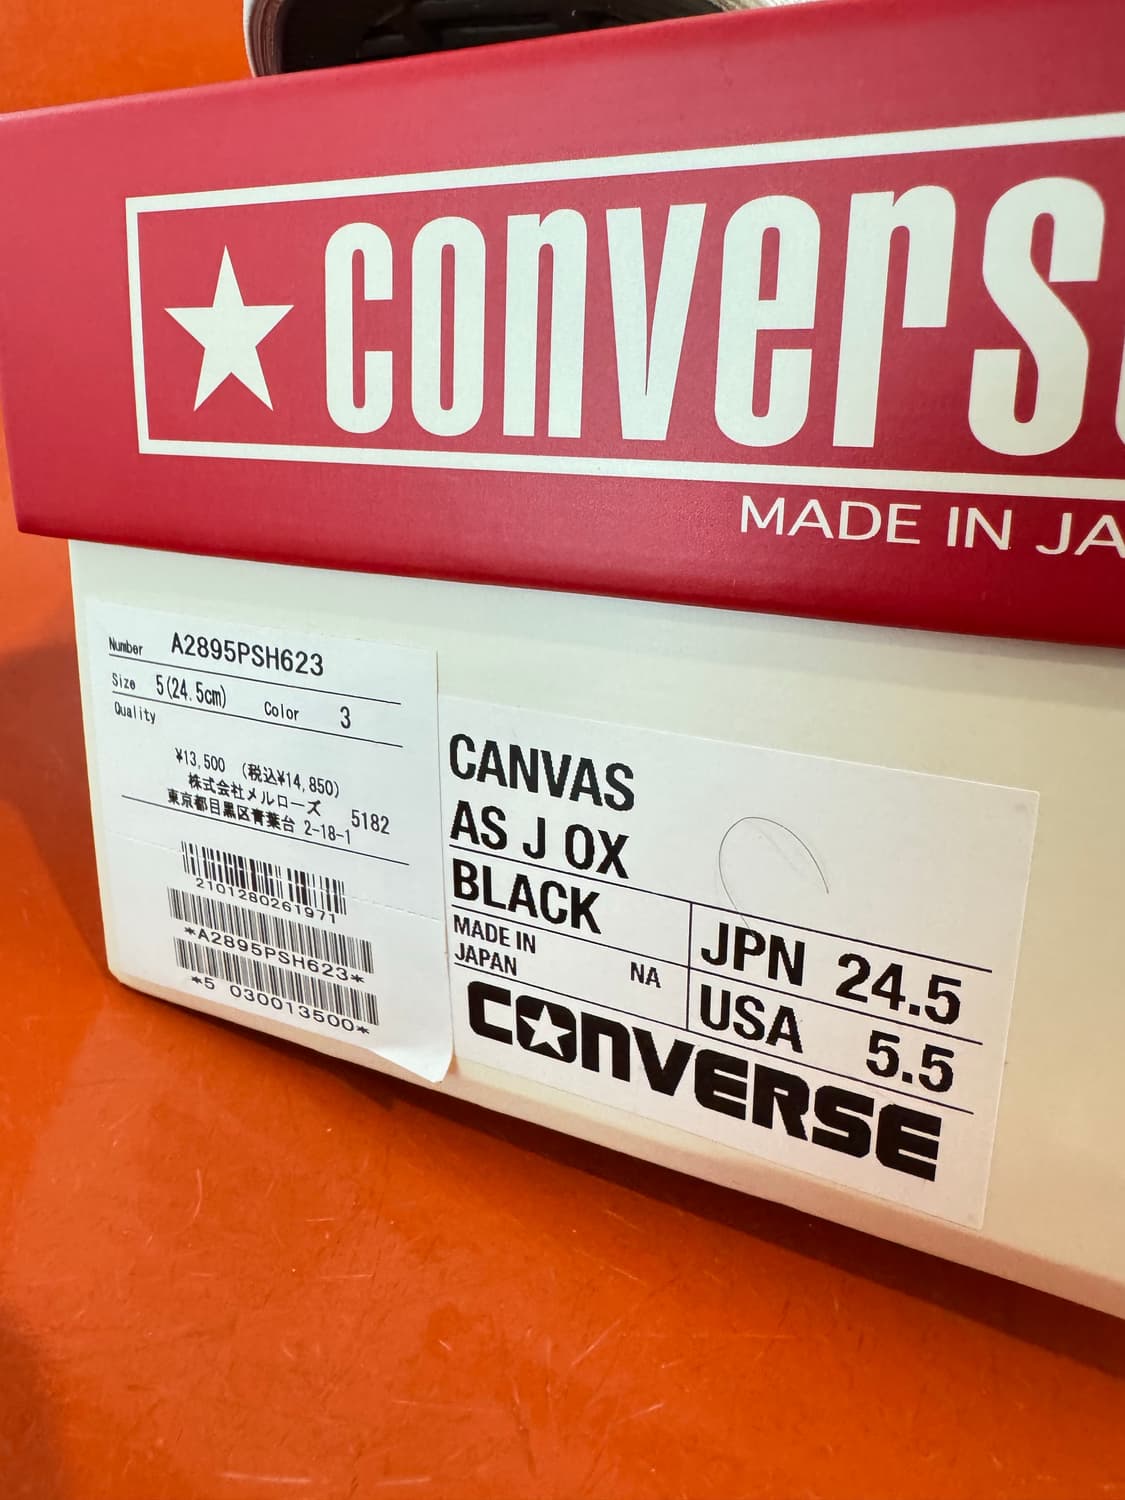 converse
MADE IN JA
Number A2895PSH623
Size 5(24.5cm) Color 3
Quality
¥13,500 (税込¥14,850)
株式会社メルローズ 5182
東京都目黒区青葉台 2-18-1
2101280261971
*A2895PSH623*
*5 030013500*
CANVAS
AS J OX
BLACK
MADE IN
JAPAN NA
JPN 24.5
USA 5.5
CONVERSE